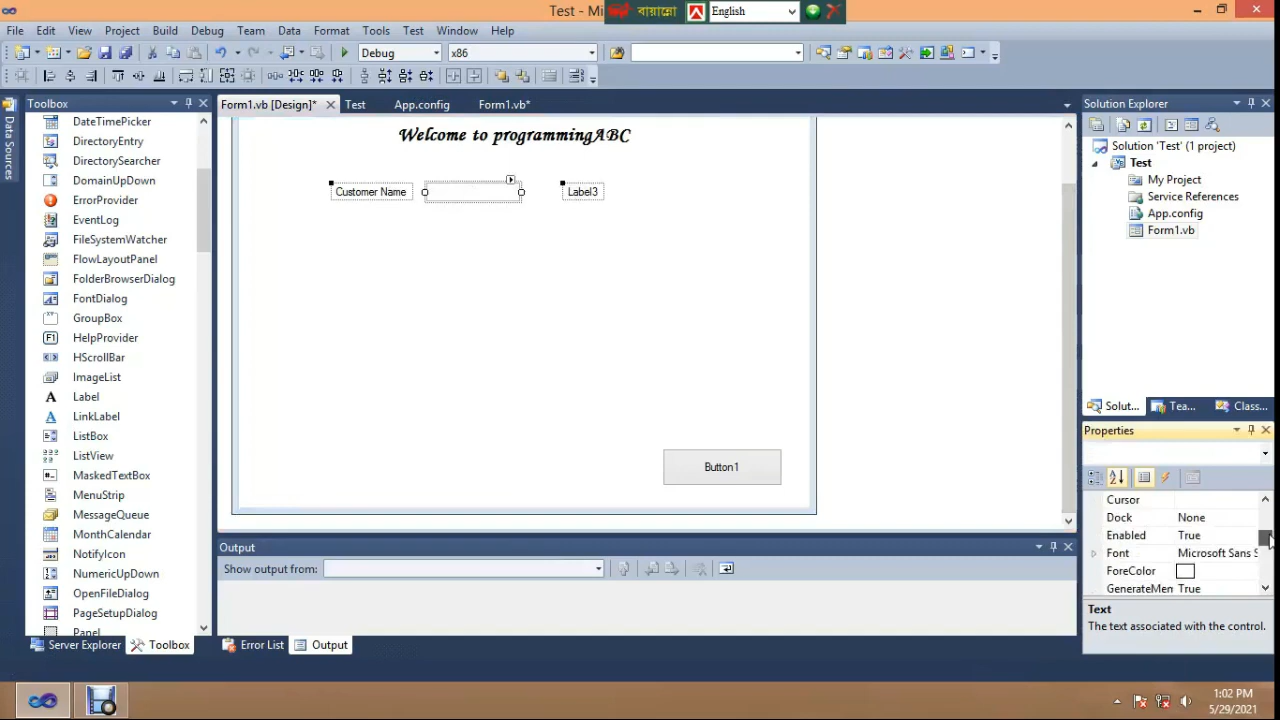 Test - Mi
বায়ান্নো
English
File Edit View Project Build Debug Team Data Format Tools Test Window Help
Debug x86
Toolbox
Form1.vb [Design]* Test App.config Form1.vb*
Solution Explorer
Data Sources
DateTimePicker
DirectoryEntry
DirectorySearcher
DomainUpDown
ErrorProvider
EventLog
FileSystemWatcher
FlowLayoutPanel
FolderBrowserDialog
FontDialog
GroupBox
HelpProvider
HScrollBar
ImageList
Label
LinkLabel
ListBox
ListView
MaskedTextBox
MenuStrip
MessageQueue
MonthCalendar
NotifyIcon
NumericUpDown
OpenFileDialog
PageSetupDialog
Panel
Server Explorer Toolbox
Welcome to programmingABC
Customer Name Label3
Button1
Output
Show output from:
Error List Output
Solution 'Test' (1 project)
Test
My Project
Service References
App.config
Form1.vb
Solut... Tea... Class...
Properties
Cursor
Dock None
Enabled True
Font Microsoft Sans S
ForeColor
GenerateMen True
Text
The text associated with the control.
1:02 PM
5/29/2021